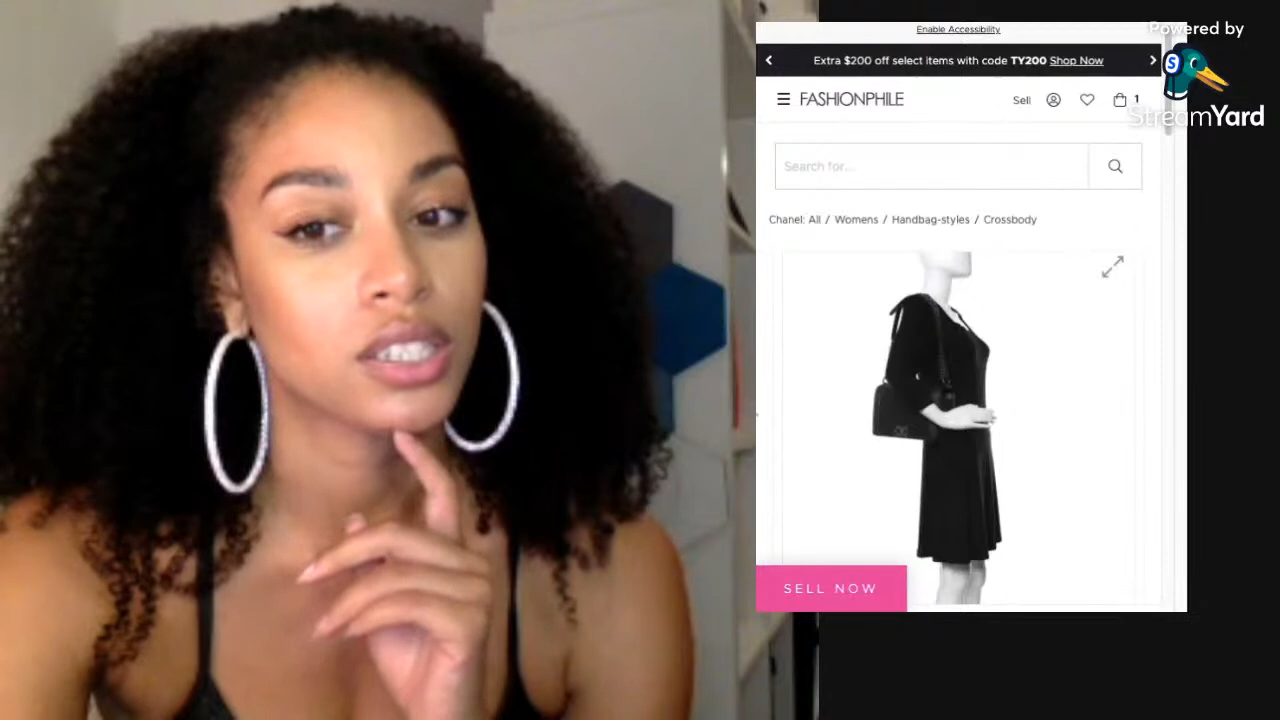 Enable Accessibility
Powered by
Extra $200 off select items with code TY200 Shop Now
FASHIONPHILE
Sell
1
StreamYard
Search for...
Chanel: All / Womens / Handbag-styles / Crossbody
SELL NOW